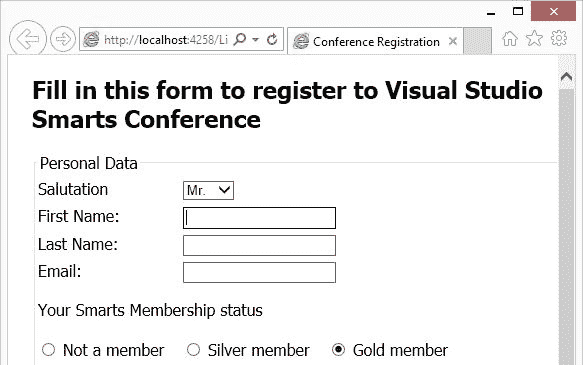 http://localhost:4258/Li
Conference Registration
Fill in this form to register to Visual Studio
Smarts Conference
Personal Data
Salutation Mr.
First Name:
Last Name:
Email:
Your Smarts Membership status
Not a member Silver member Gold member